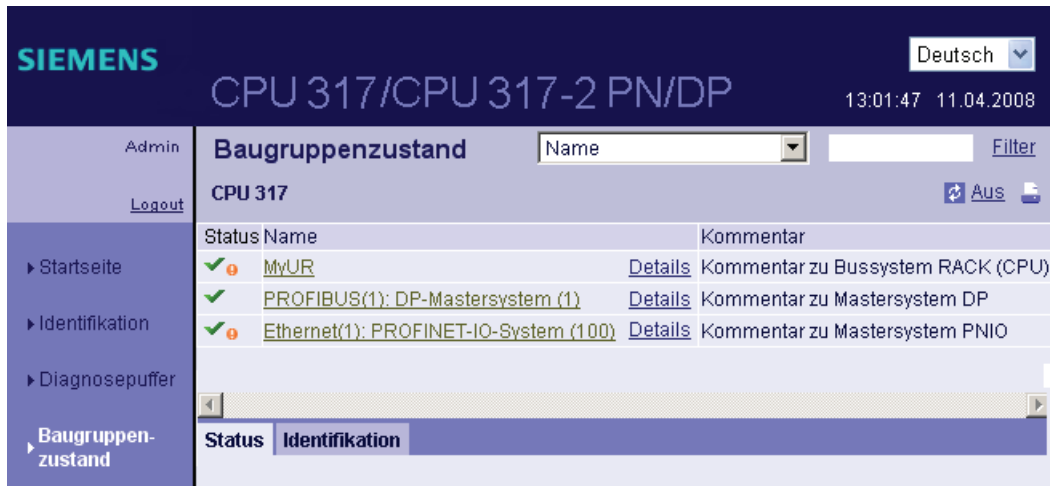 SIEMENS
Deutsch
CPU 317/CPU 317-2 PN/DP
13:01:47 11.04.2008
Admin
Logout
Baugruppenzustand
Name
Filter
CPU 317
Aus
Status Name Kommentar
MyUR Details Kommentar zu Bussystem RACK (CPU)
PROFIBUS(1): DP-Mastersystem (1) Details Kommentar zu Mastersystem DP
Ethernet(1): PROFINET-IO-System (100) Details Kommentar zu Mastersystem PNIO
Startseite
Identifikation
Diagnosepuffer
Baugruppen-
zustand
Status Identifikation